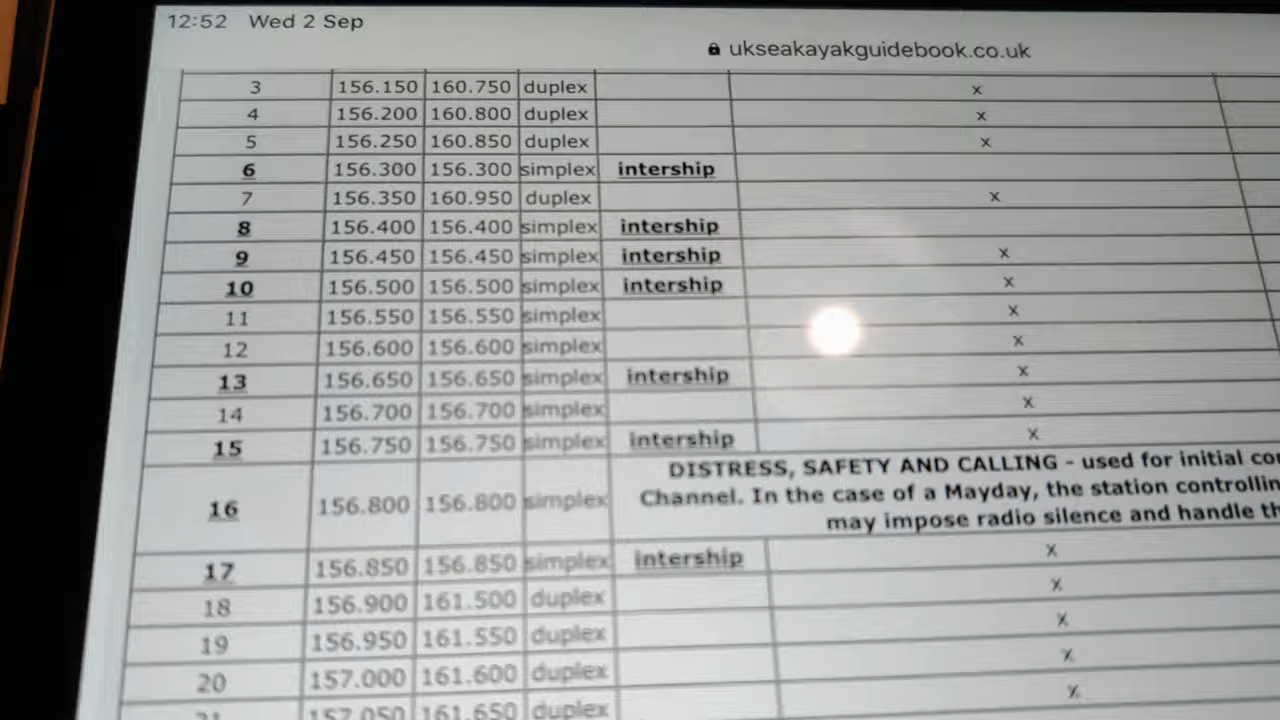 12:52 Wed 2 Sep
ukseakayakguidebook.co.uk
3 156.150 160.750 duplex x
4 156.200 160.800 duplex x
5 156.250 160.850 duplex x
6 156.300 156.300 simplex intership
7 156.350 160.950 duplex x
8 156.400 156.400 simplex intership
9 156.450 156.450 simplex intership x
10 156.500 156.500 simplex intership x
11 156.550 156.550 simplex x
12 156.600 156.600 simplex x
13 156.650 156.650 simplex intership x
14 156.700 156.700 simplex x
15 156.750 156.750 simplex intership x
DISTRESS, SAFETY AND CALLING - used for initial
16 156.800 156.800 simplex Channel. In the case of a Mayday, the station
may impose radio silence and handle
17 156.850 156.850 simplex intership x
18 156.900 161.500 duplex x
19 156.950 161.550 duplex x
20 157.000 161.600 duplex x
21 157.050 161.650 duplex x